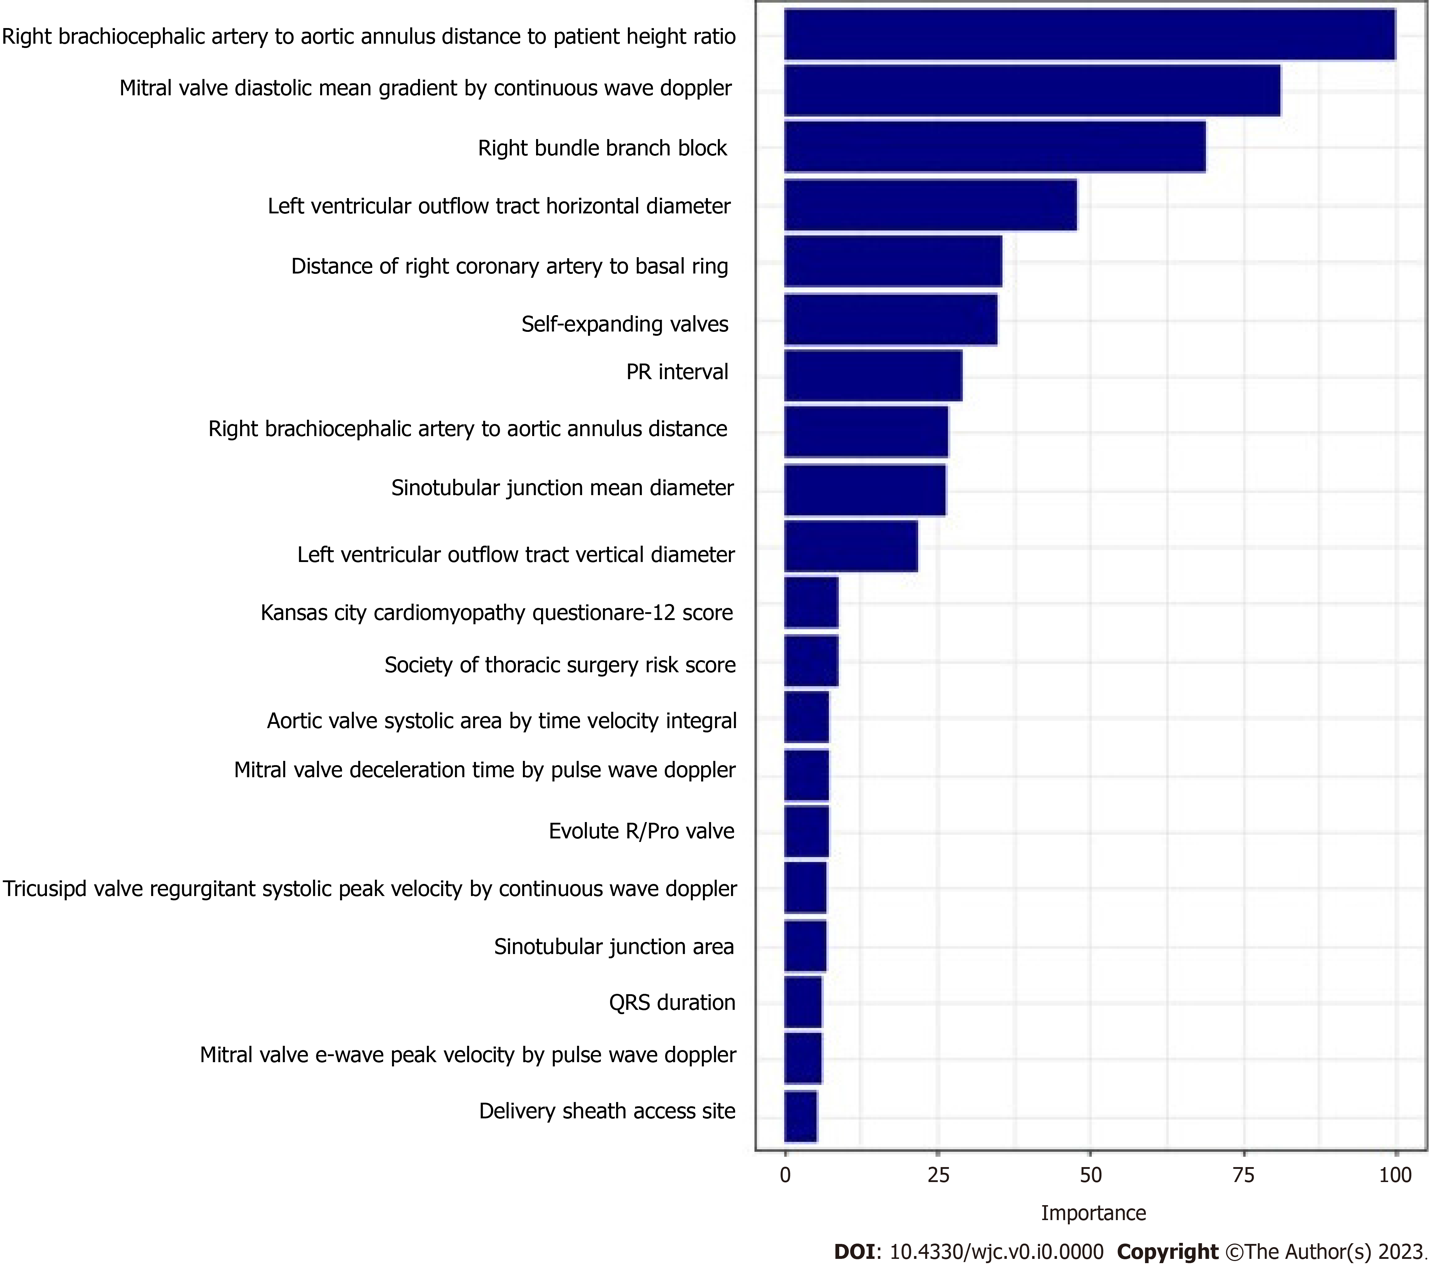 Right brachiocephalic artery to aortic annulus distance to patient height ratio
Mitral valve diastolic mean gradient by continuous wave doppler
Right bundle branch block
Left ventricular outflow tract horizontal diameter
Distance of right coronary artery to basal ring
Self-expanding valves
PR interval
Right brachiocephalic artery to aortic annulus distance
Sinotubular junction mean diameter
Left ventricular outflow tract vertical diameter
Kansas city cardiomyopathy questionare-12 score
Society of thoracic surgery risk score
Aortic valve systolic area by time velocity integral
Mitral valve deceleration time by pulse wave doppler
Evolute R/Pro valve
Tricusipd valve regurgitant systolic peak velocity by continuous wave doppler
Sinotubular junction area
QRS duration
Mitral valve e-wave peak velocity by pulse wave doppler
Delivery sheath access site
0 25 50 75 100
Importance
DOI: 10.4330/wjc.v0.i0.0000 Copyright ©The Author(s) 2023.